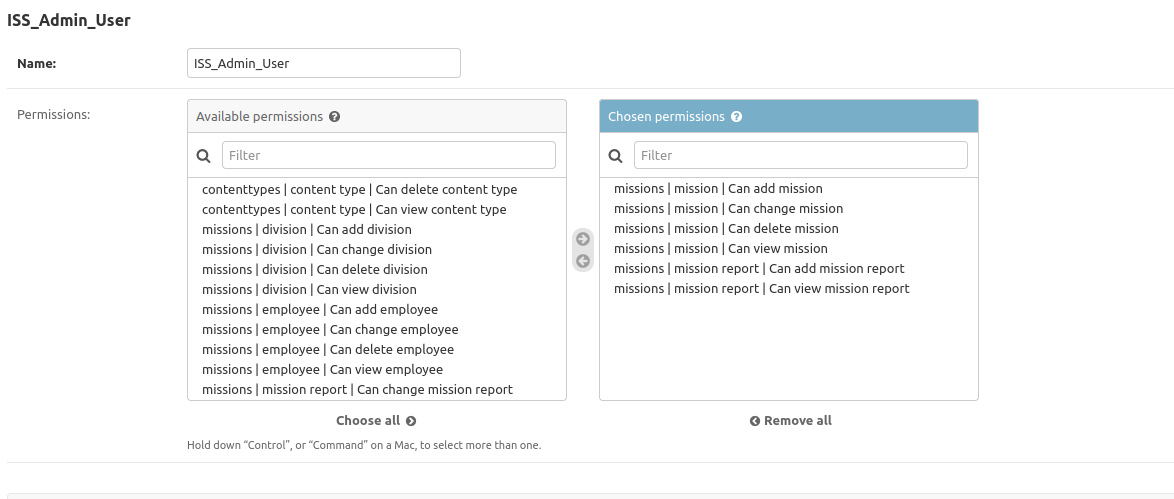 ISS_Admin_User
Name:
ISS_Admin_User
Permissions:
Available permissions
Filter
contenttypes | content type | Can delete content type
contenttypes | content type | Can view content type
missions | division | Can add division
missions | division | Can change division
missions | division | Can delete division
missions | division | Can view division
missions | employee | Can add employee
missions | employee | Can change employee
missions | employee | Can delete employee
missions | employee | Can view employee
missions | mission report | Can change mission report
Choose all
Chosen permissions
Filter
missions | mission | Can add mission
missions | mission | Can change mission
missions | mission | Can delete mission
missions | mission | Can view mission
missions | mission report | Can add mission report
missions | mission report | Can view mission report
Remove all
Hold down “Control”, or “Command” on a Mac, to select more than one.